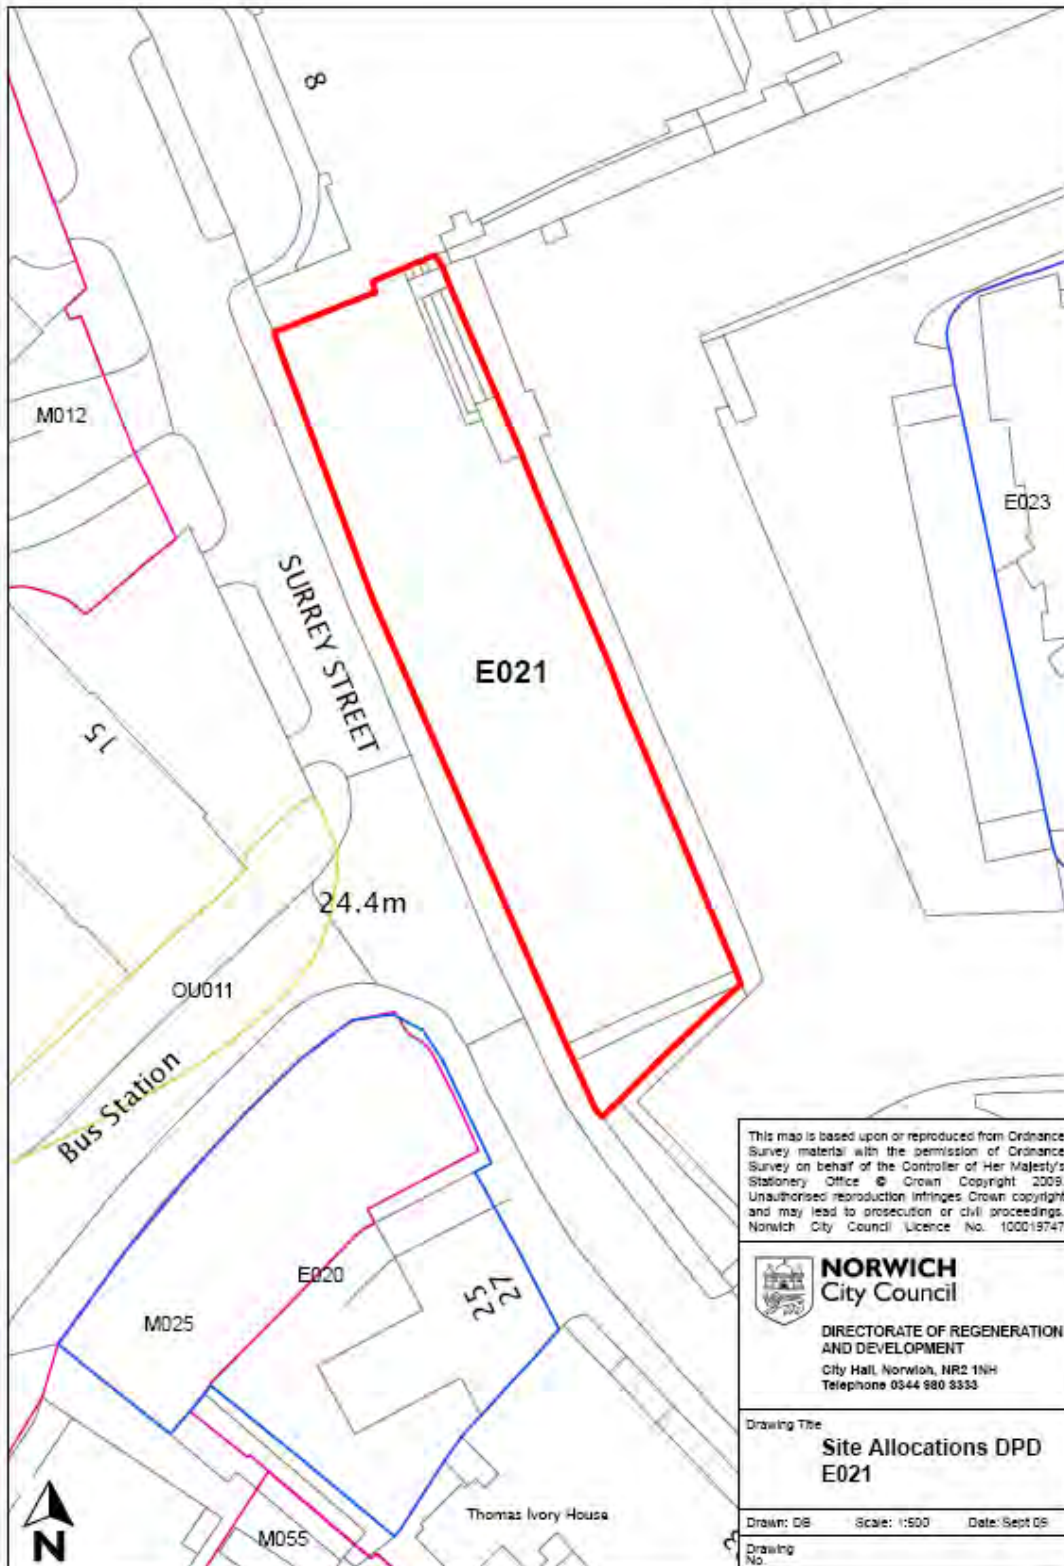 8
M012
E023
SURREY STREET
E021
15
24.4m
OU011
Bus Station
E020
25
27
M025
M055
Thomas Ivory House
N
This map is based upon or reproduced from Ordnance
Survey material with the permission of Ordnance
Survey on behalf of the Controller of Her Majesty's
Stationery Office © Crown Copyright 2009.
Unauthorised reproduction infringes Crown copyright
and may lead to prosecution or civil proceedings.
Norwich City Council Licence No. 100019747
NORWICH
City Council
DIRECTORATE OF REGENERATION
AND DEVELOPMENT
City Hall, Norwich, NR2 1NH
Telephone 0344 980 3333
Drawing Title
Site Allocations DPD
E021
Drawn: DB Scale: 1:500 Date: Sept 09
Drawing
No.